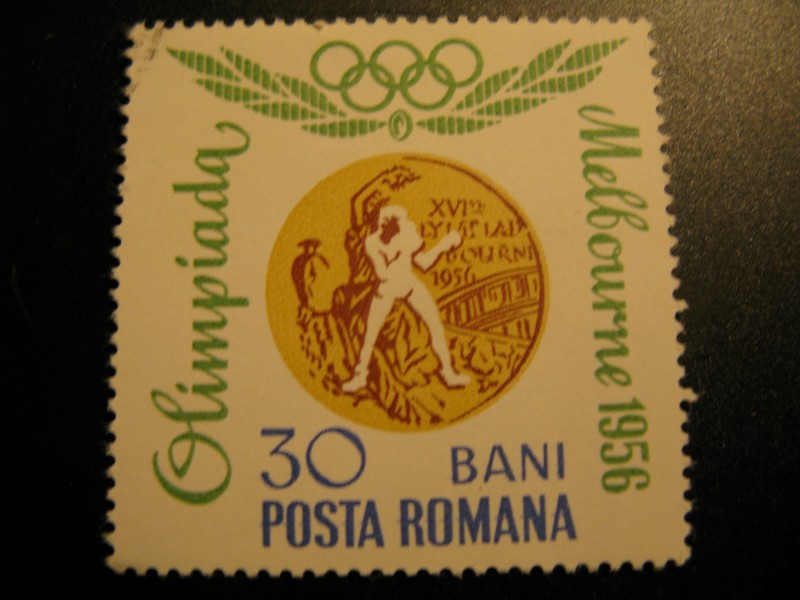 Olimpiada
Melbourne 1956
XVI
1956
30 BANI
POSTA ROMANA